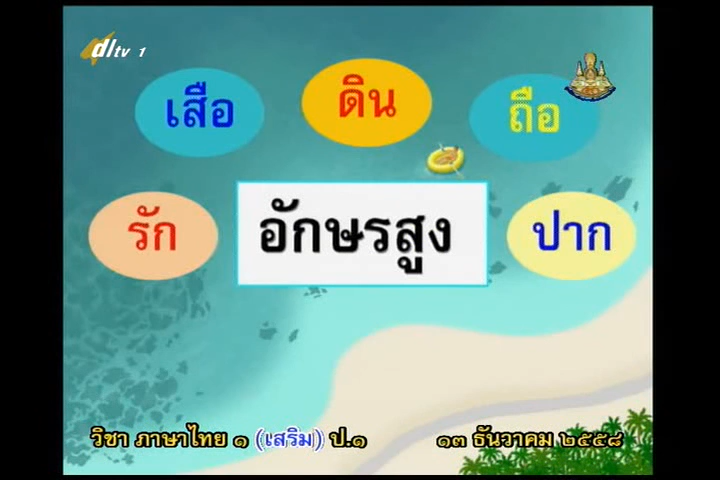 dltv 1
เสือ
ดิน
ถือ
รัก
อักษรสูง
ปาก
วิชา ภาษาไทย ๑ (เสริม) ป.๑
๑๓ ธันวาคม ๒๕๕๘